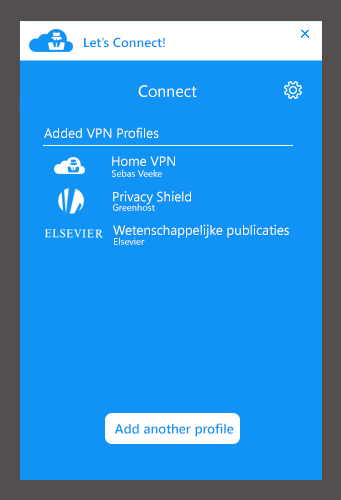 Let's Connect!
Connect
Added VPN Profiles
Home VPN
Sebas Veeke
Privacy Shield
Greenhost
ELSEVIER
Wetenschappelijke publicaties
Elsevier
Add another profile